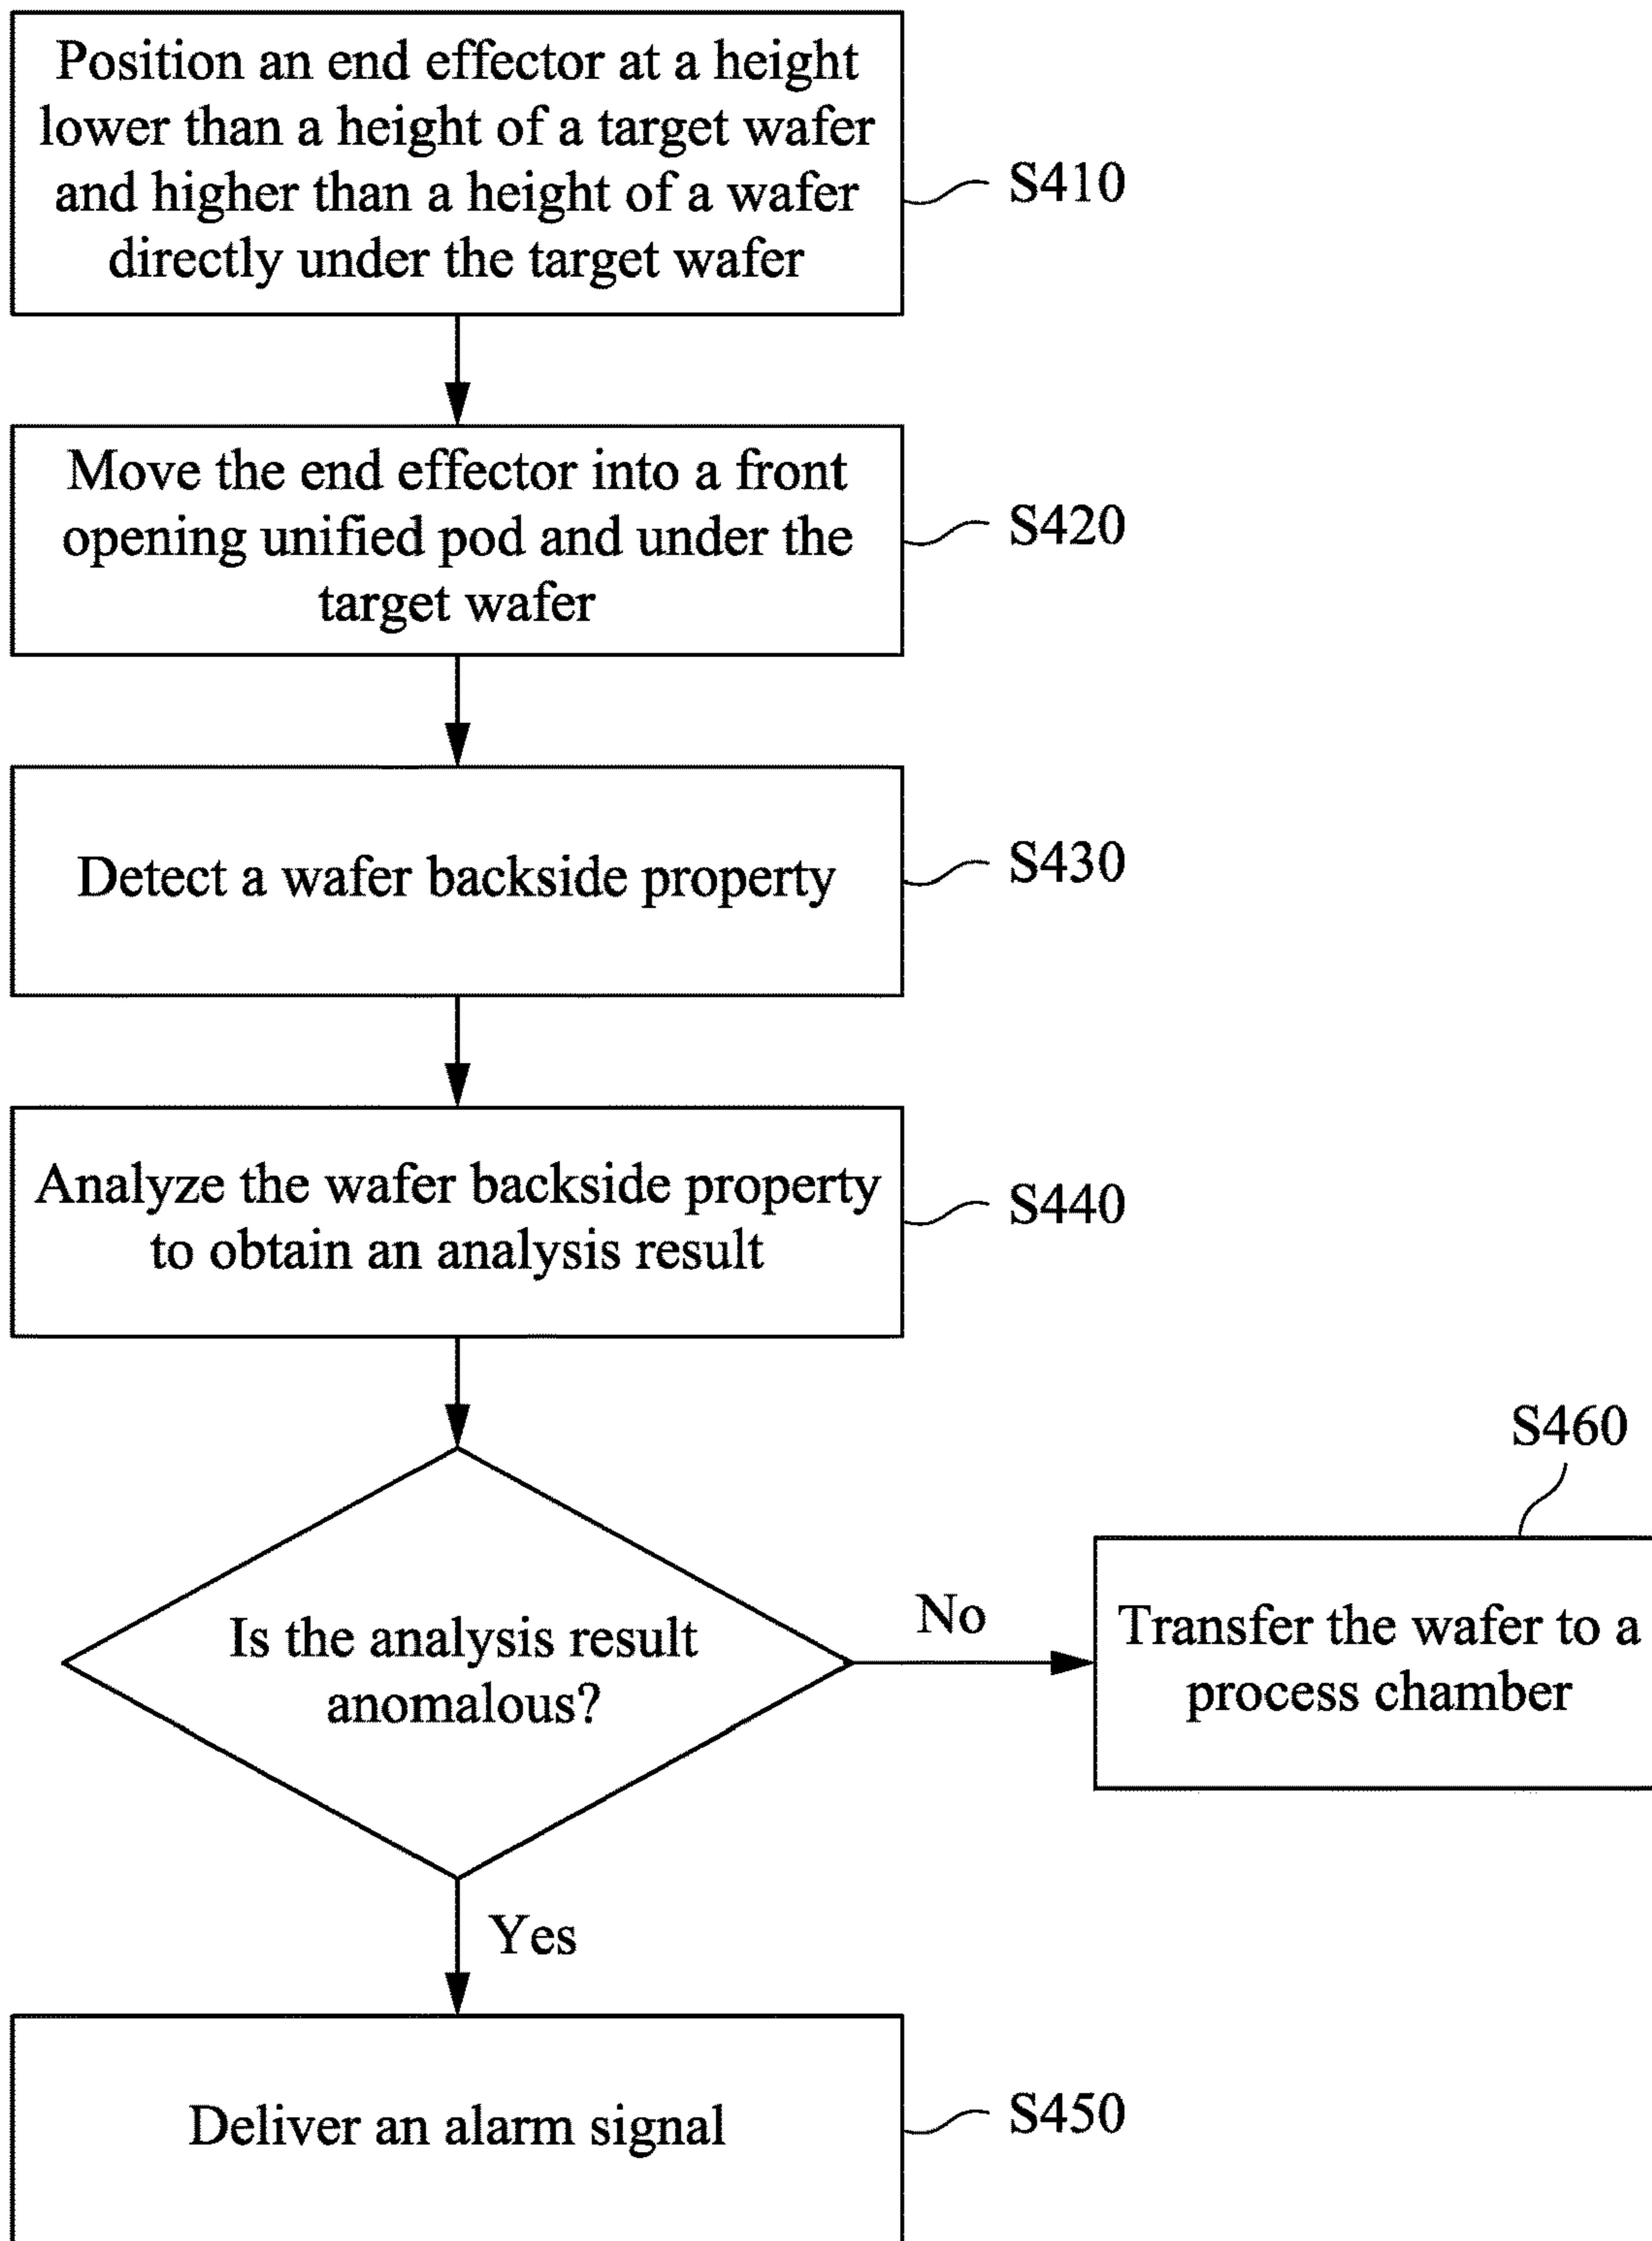 Position an end effector at a height
lower than a height of a target wafer
and higher than a height of a wafer
directly under the target wafer
S410
Move the end effector into a front
opening unified pod and under the
target wafer
S420
Detect a wafer backside property
S430
Analyze the wafer backside property
to obtain an analysis result
S440
Is the analysis result
anomalous?
No
S460
Transfer the wafer to a
process chamber
Yes
Deliver an alarm signal
S450